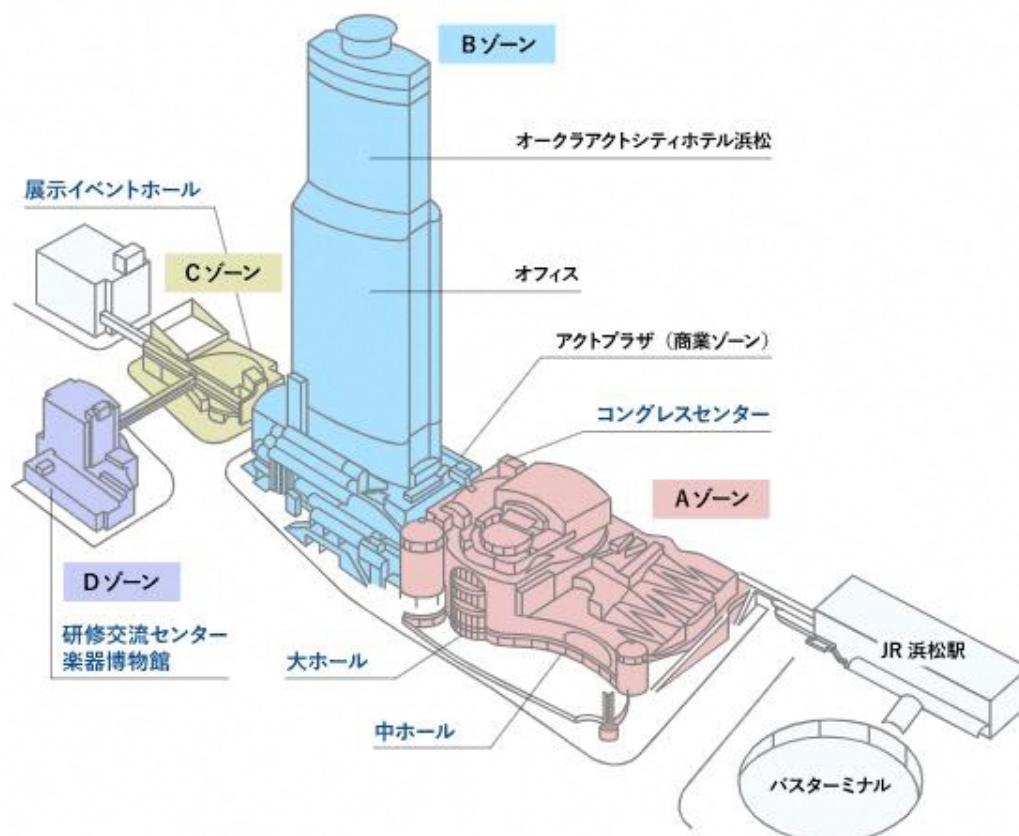 Bゾーン
オークラアクトシティホテル浜松
展示イベントホール
Cゾーン
オフィス
アクトプラザ（商業ゾーン）
コングレスセンター
Aゾーン
Dゾーン
研修交流センター
楽器博物館
大ホール
中ホール
JR 浜松駅
バスターミナル